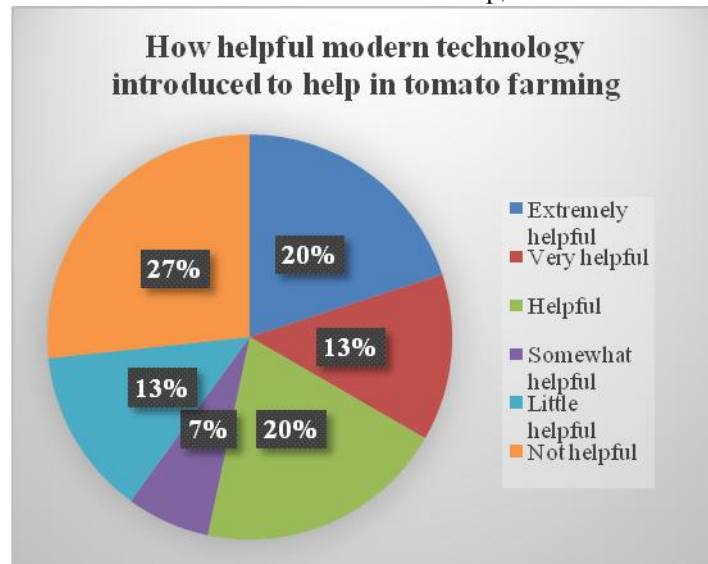 How helpful modern technology
introduced to help in tomato farming
20%
13%
20%
7%
13%
27%
Extremely
helpful
Very helpful
Helpful
Somewhat
helpful
Little
helpful
Not helpful